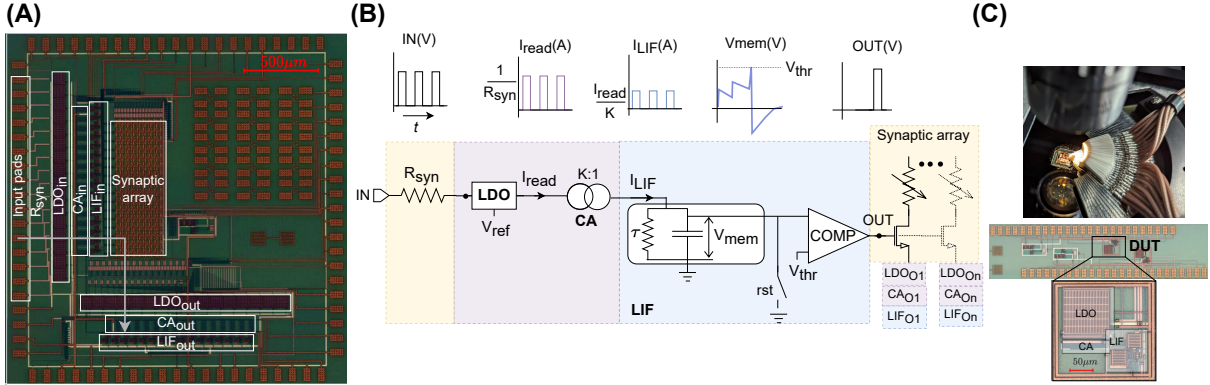 (A)
500μm
Input pads
Rsyn
LDOin
CAin
LIFin
Synaptic
array
LDOout
CAout
LIFout
(B)
IN(V)
t
Iread(A)
1
Rsyn
ILIF(A)
Iread
K
Vmem(V)
Vthr
OUT(V)
IN
Rsyn
LDO
Vref
Iread
K:1
CA
ILIF
τ
Vmem
LIF
rst
Vthr
COMP
OUT
Synaptic array
LDOO1
CAO1
LIFO1
LDOOn
CAOn
LIFOn
(C)
DUT
LDO
CA
LIF
50μm